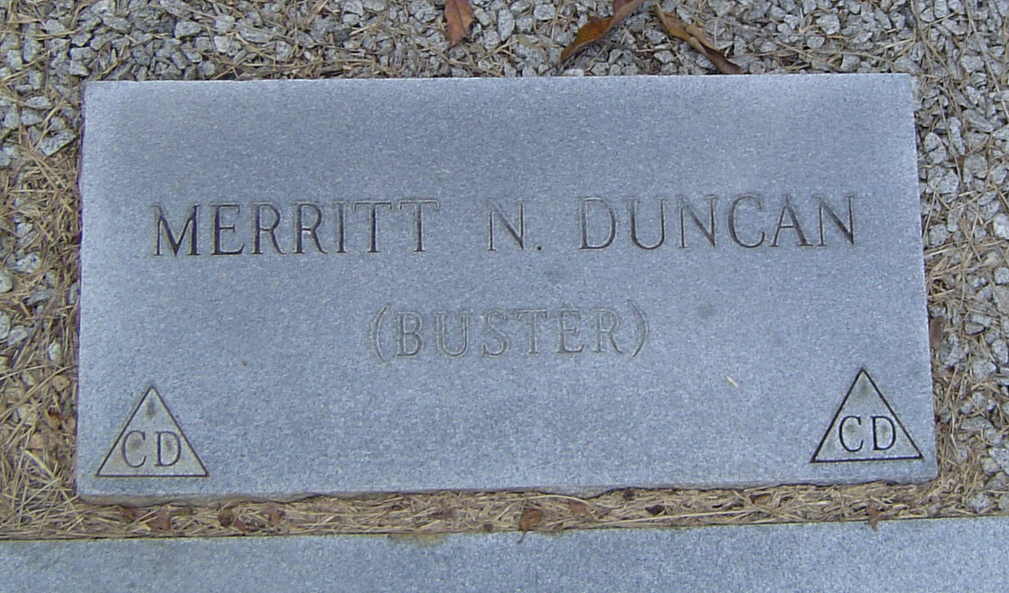 MERRITT N. DUNCAN
(BUSTER)
CD
CD